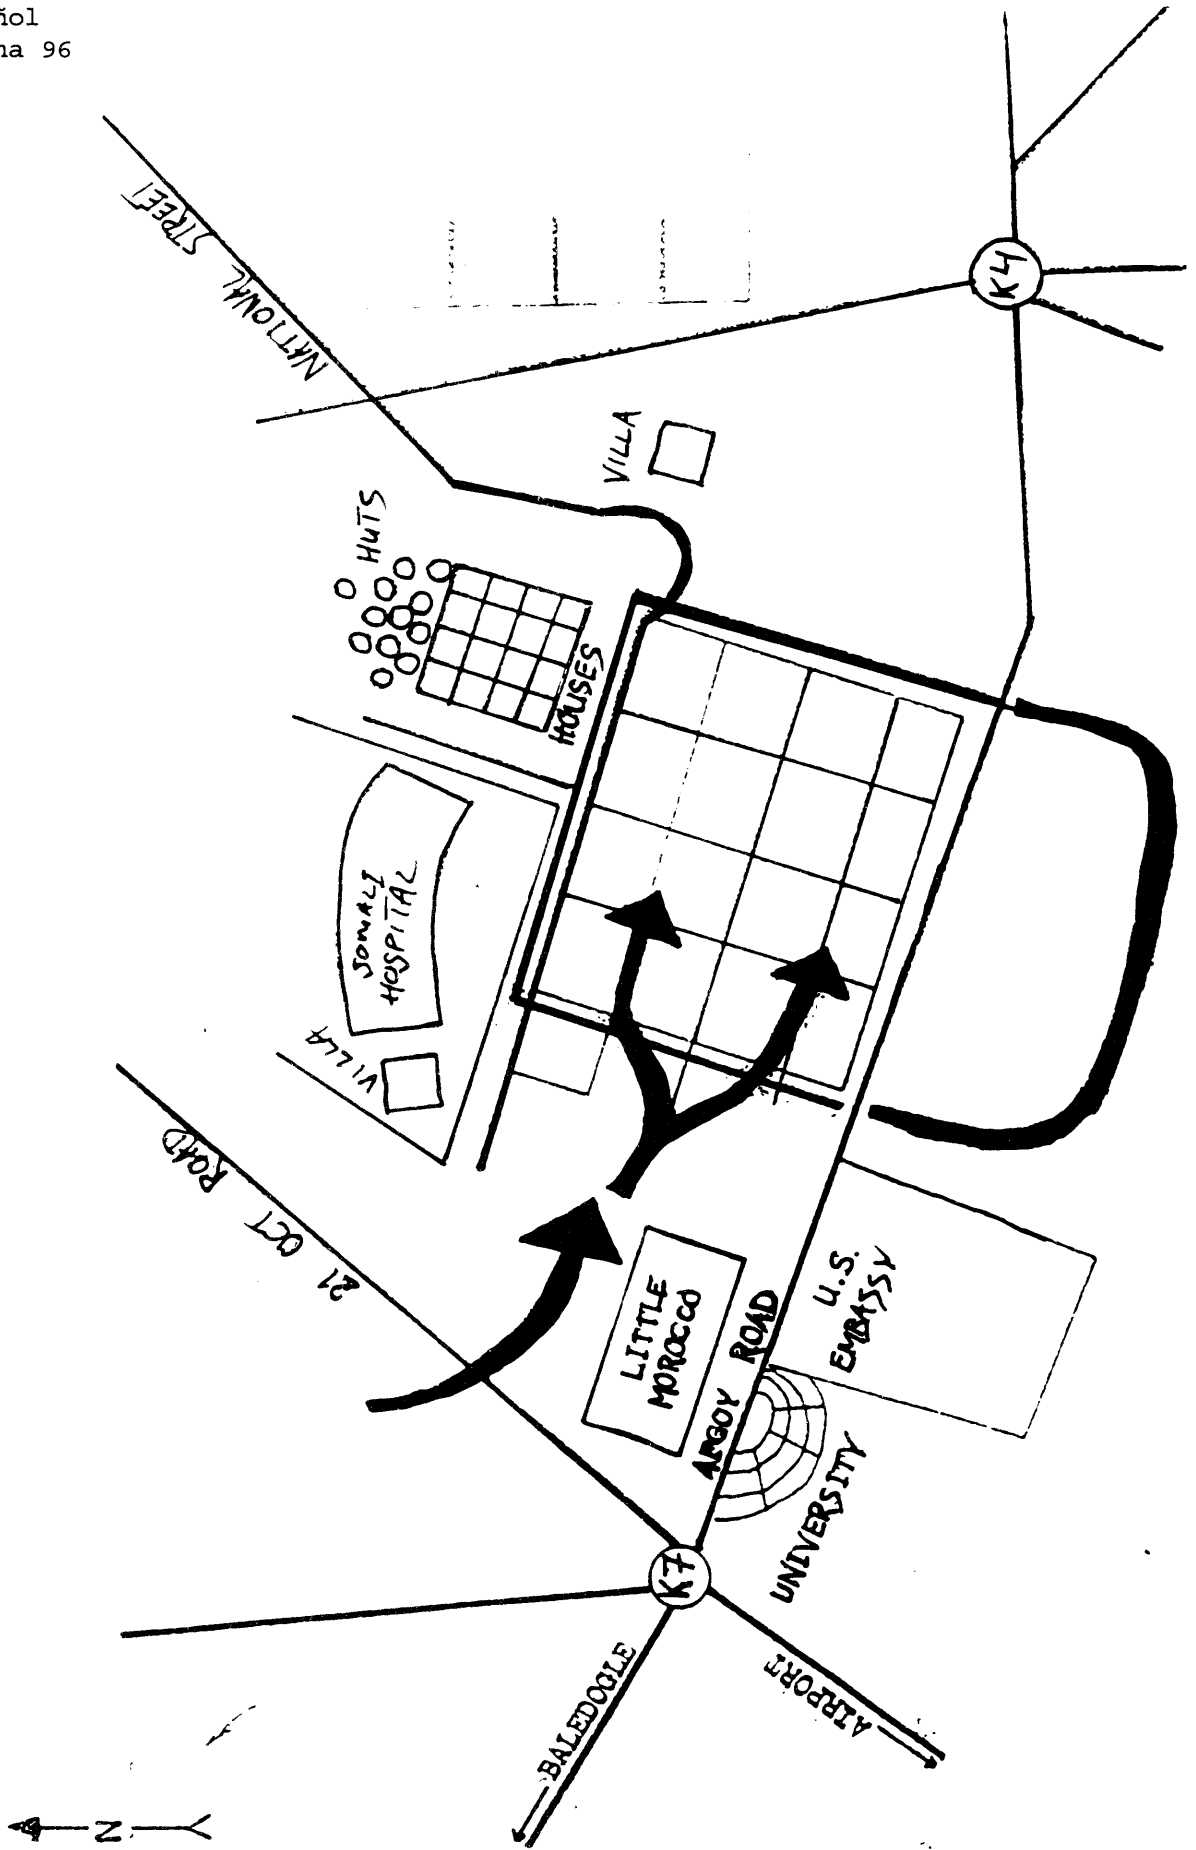 ñol
na 96
NATIONAL STREET
K4
VILLA
HUTS
HOUSES
SOMALI
HOSPITAL
VILLA
21 OCT ROAD
LITTLE
MOROCCO
AFGOY ROAD
U.S.
EMBASSY
UNIVERSITY
K7
BALEDOGLE
AIRPORT
N